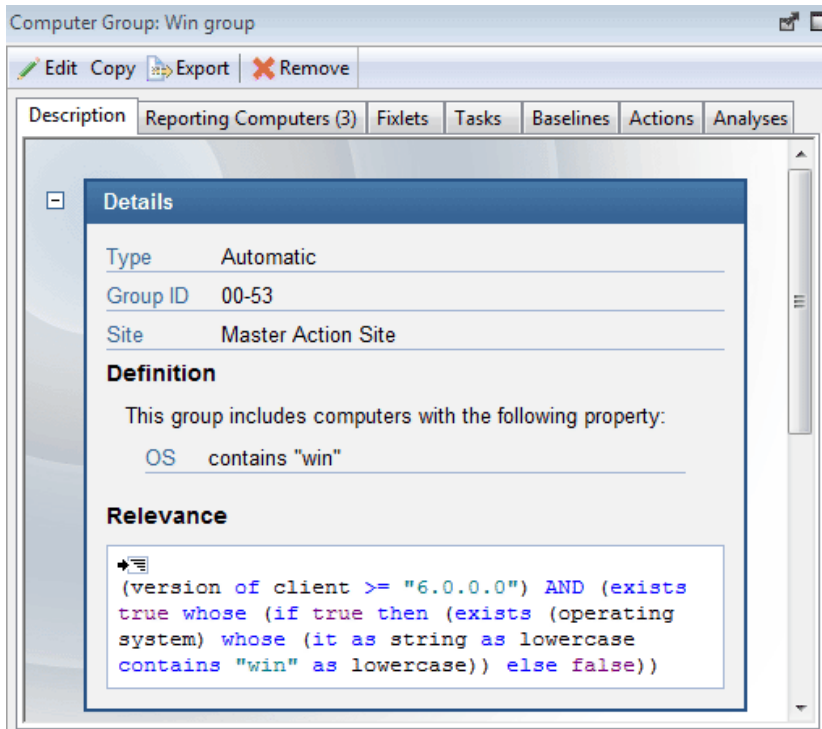 Computer Group: Win group
Edit Copy Export Remove
Description Reporting Computers (3) Fixlets Tasks Baselines Actions Analyses
Details
Type Automatic
Group ID 00-53
Site Master Action Site
Definition
This group includes computers with the following property:
OS contains "win"
Relevance
(version of client >= "6.0.0.0") AND (exists
true whose (if true then (exists (operating
system) whose (it as string as lowercase
contains "win" as lowercase)) else false))